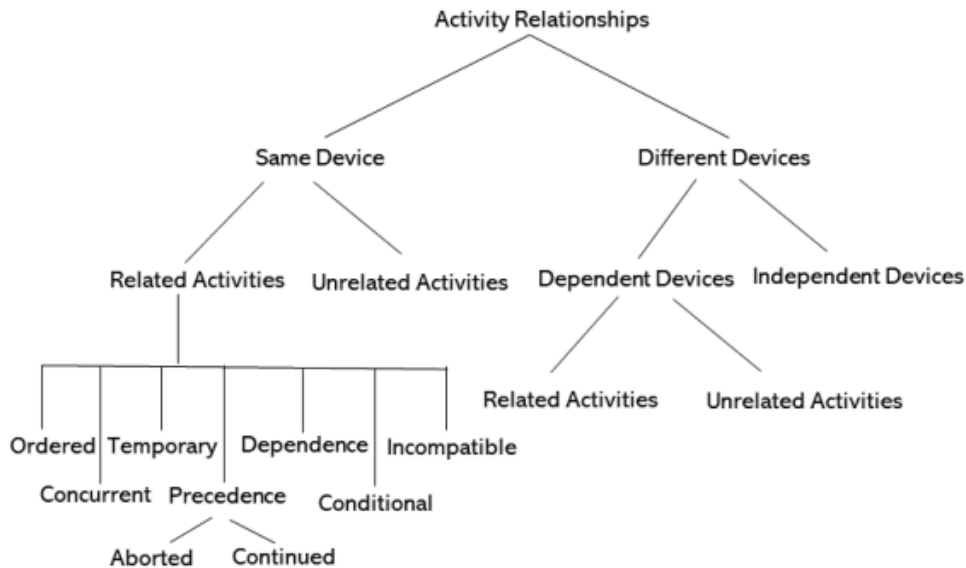 Activity Relationships
Same Device
Different Devices
Related Activities
Unrelated Activities
Dependent Devices
Independent Devices
Related Activities
Unrelated Activities
Ordered
Temporary
Dependence
Incompatible
Concurrent
Precedence
Conditional
Aborted
Continued